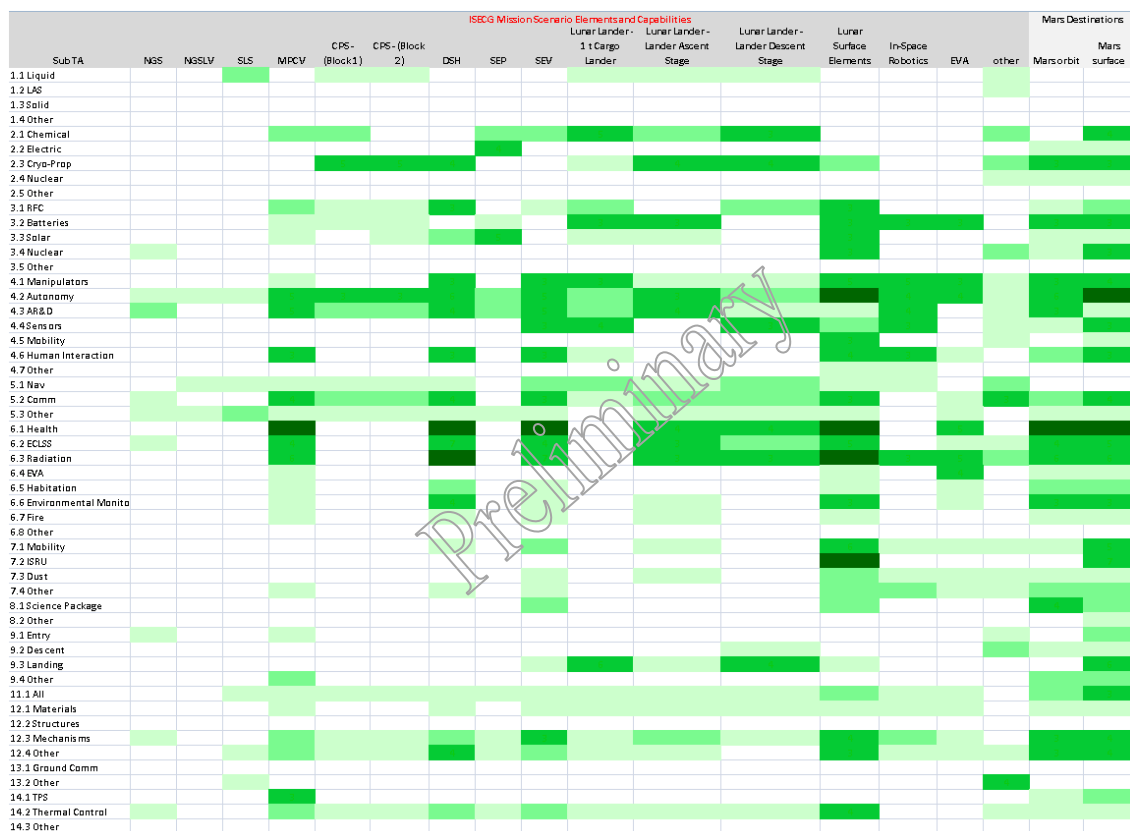 ISECG Mission Scenario Elements and Capabilities
Mars Destinations
Lunar Lander - Lunar Lander - Lunar Lander - Lunar
CPS- CPS- (Block 1 t Cargo Lander Ascent Lander Descent Surface In-Space Mars
SubTA NGS NGSLV SLS MPCV (Block1) 2) DSH SEP SEV Lander Stage Stage Elements Robotics EVA other Mars orbit surface
1.1 Liquid
1.2 LAS
1.3 Solid
1.4 Other
2.1 Chemical
2.2 Electric
2.3 Cryo-Prop
2.4 Nuclear
2.5 Other
3.1 RFC
3.2 Batteries
3.3 Solar
3.4 Nuclear
3.5 Other
4.1 Manipulators
4.2 Autonomy
4.3 AR&D
4.4 Sensors
4.5 Mobility
4.6 Human Interaction
4.7 Other
5.1 Nav
5.2 Comm
5.3 Other
6.1 Health
6.2 ECLSS
6.3 Radiation
6.4 EVA
6.5 Habitation
6.6 Environmental Monito
6.7 Fire
6.8 Other
7.1 Mobility
7.2 ISRU
7.3 Dust
7.4 Other
8.1 Science Package
8.2 Other
9.1 Entry
9.2 Descent
9.3 Landing
9.4 Other
11.1 All
12.1 Materials
12.2 Structures
12.3 Mechanisms
12.4 Other
13.1 Ground Comm
13.2 Other
14.1 TPS
14.2 Thermal Control
14.3 Other
Preliminary